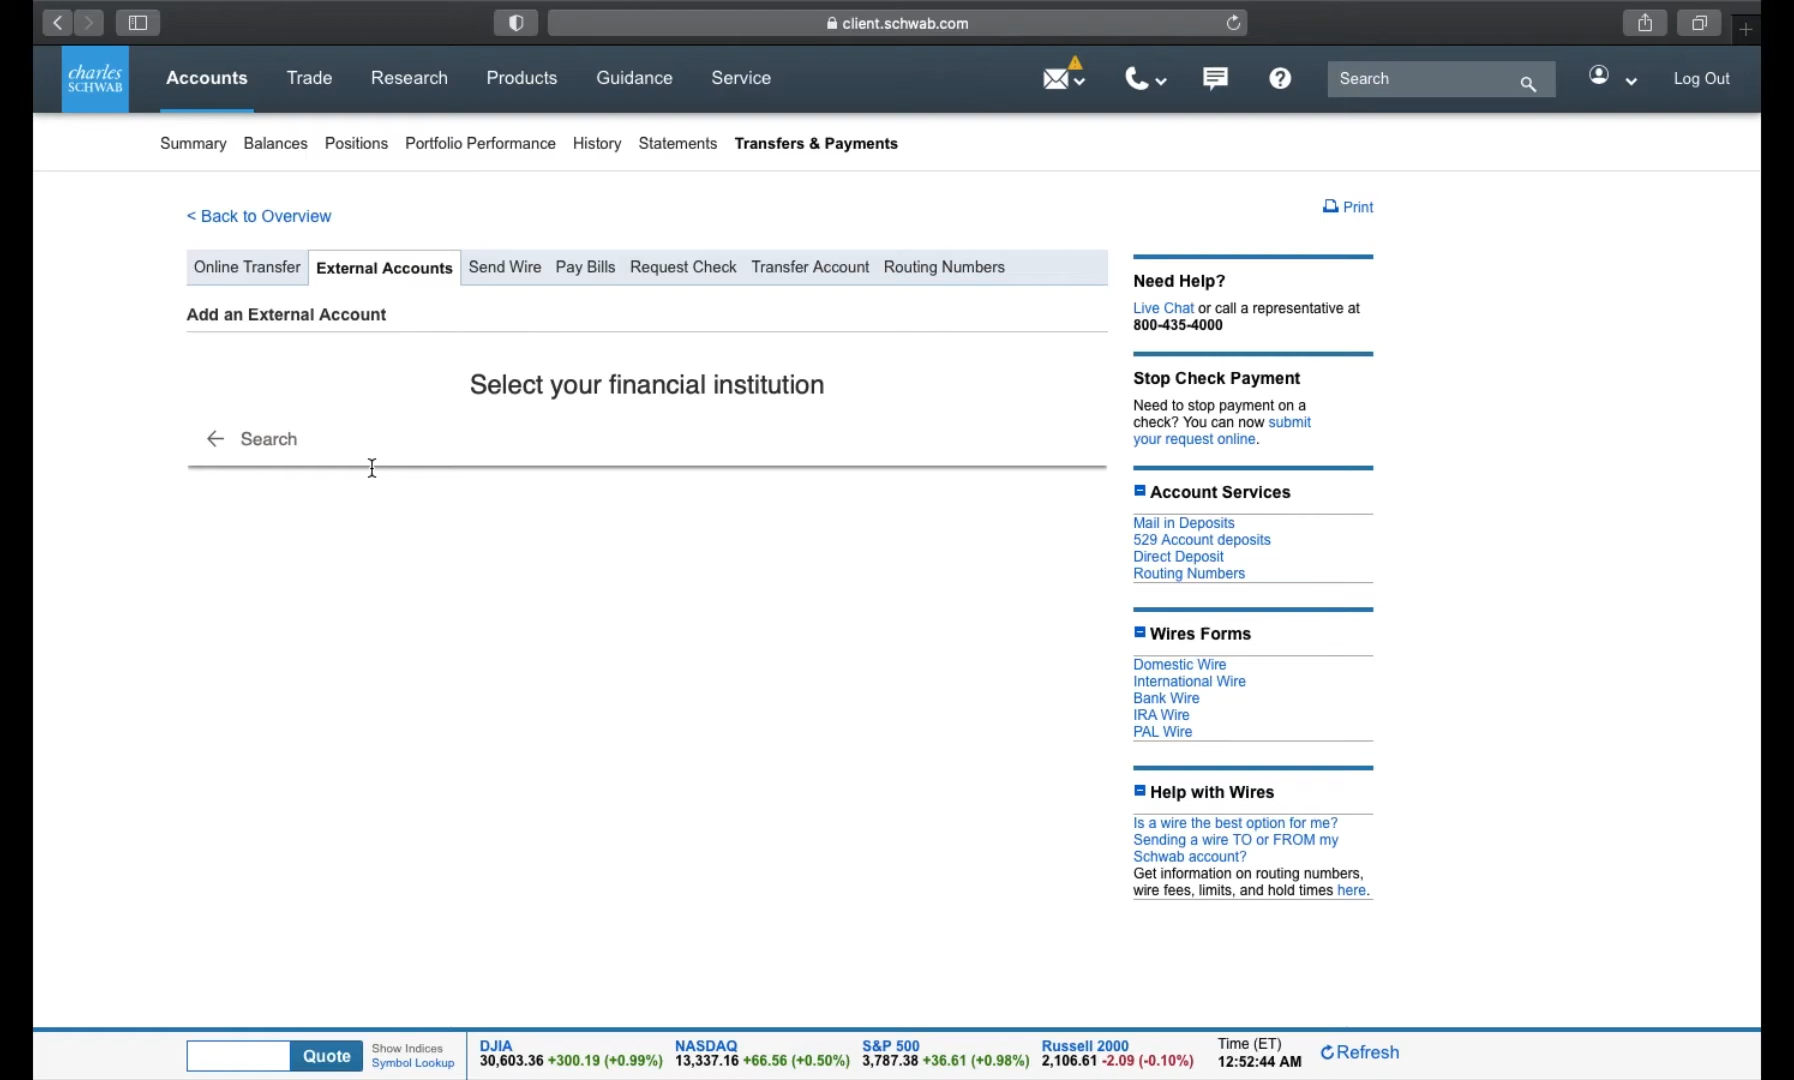 client.schwab.com
charles
SCHWAB
Accounts
Trade
Research
Products
Guidance
Service
Search
Log Out
Summary
Balances
Positions
Portfolio Performance
History
Statements
Transfers & Payments
< Back to Overview
Print
Online Transfer
External Accounts
Send Wire
Pay Bills
Request Check
Transfer Account
Routing Numbers
Add an External Account
Select your financial institution
Search
Need Help?
Live Chat or call a representative at
800-435-4000
Stop Check Payment
Need to stop payment on a
check? You can now submit
your request online.
Account Services
Mail in Deposits
529 Account deposits
Direct Deposit
Routing Numbers
Wires Forms
Domestic Wire
International Wire
Bank Wire
IRA Wire
PAL Wire
Help with Wires
Is a wire the best option for me?
Sending a wire TO or FROM my
Schwab account?
Get information on routing numbers,
wire fees, limits, and hold times here.
Quote
Show Indices
Symbol Lookup
DJIA
30,603.36 +300.19 (+0.99%)
NASDAQ
13,337.16 +66.56 (+0.50%)
S&P 500
3,787.38 +36.61 (+0.98%)
Russell 2000
2,106.61 -2.09 (-0.10%)
Time (ET)
12:52:44 AM
Refresh